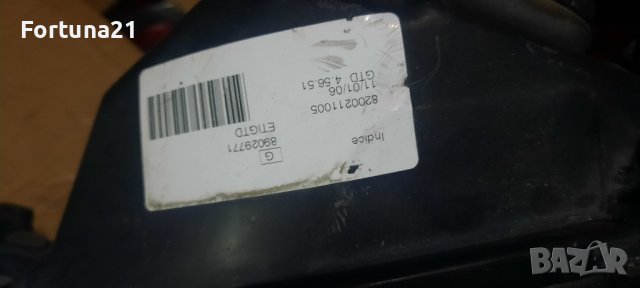 Fortuna21
Indice
G
89029771
ETIGTD
8200211005
11/01/06
GTD 4.56.51
BAZAR